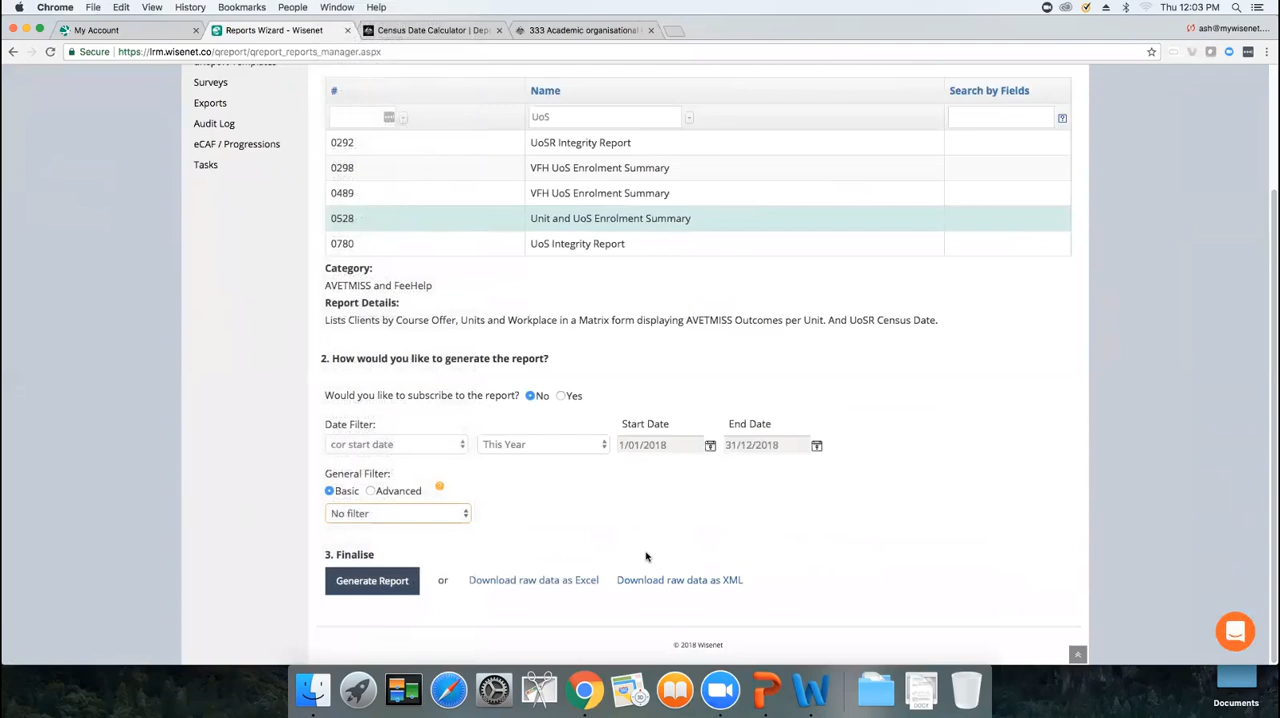 Chrome File Edit View History Bookmarks People Window Help Thu 12:03 PM
My Account Reports Wizard - Wisenet Census Date Calculator | Dep 333 Academic organisational ash@mywisenet....
Secure https://lrm.wisenet.co/qreport/qreport_reports_manager.aspx
Surveys
Exports
Audit Log
eCAF / Progressions
Tasks
# Name Search by Fields
UoS
0292 UoSR Integrity Report
0298 VFH UoS Enrolment Summary
0489 VFH UoS Enrolment Summary
0528 Unit and UoS Enrolment Summary
0780 UoS Integrity Report
Category:
AVETMISS and FeeHelp
Report Details:
Lists Clients by Course Offer, Units and Workplace in a Matrix form displaying AVETMISS Outcomes per Unit. And UoSR Census Date.
2. How would you like to generate the report?
Would you like to subscribe to the report? No Yes
Date Filter: Start Date End Date
cor start date This Year 1/01/2018 31/12/2018
General Filter:
Basic Advanced
No filter
3. Finalise
Generate Report or Download raw data as Excel Download raw data as XML
© 2018 Wisenet
Documents